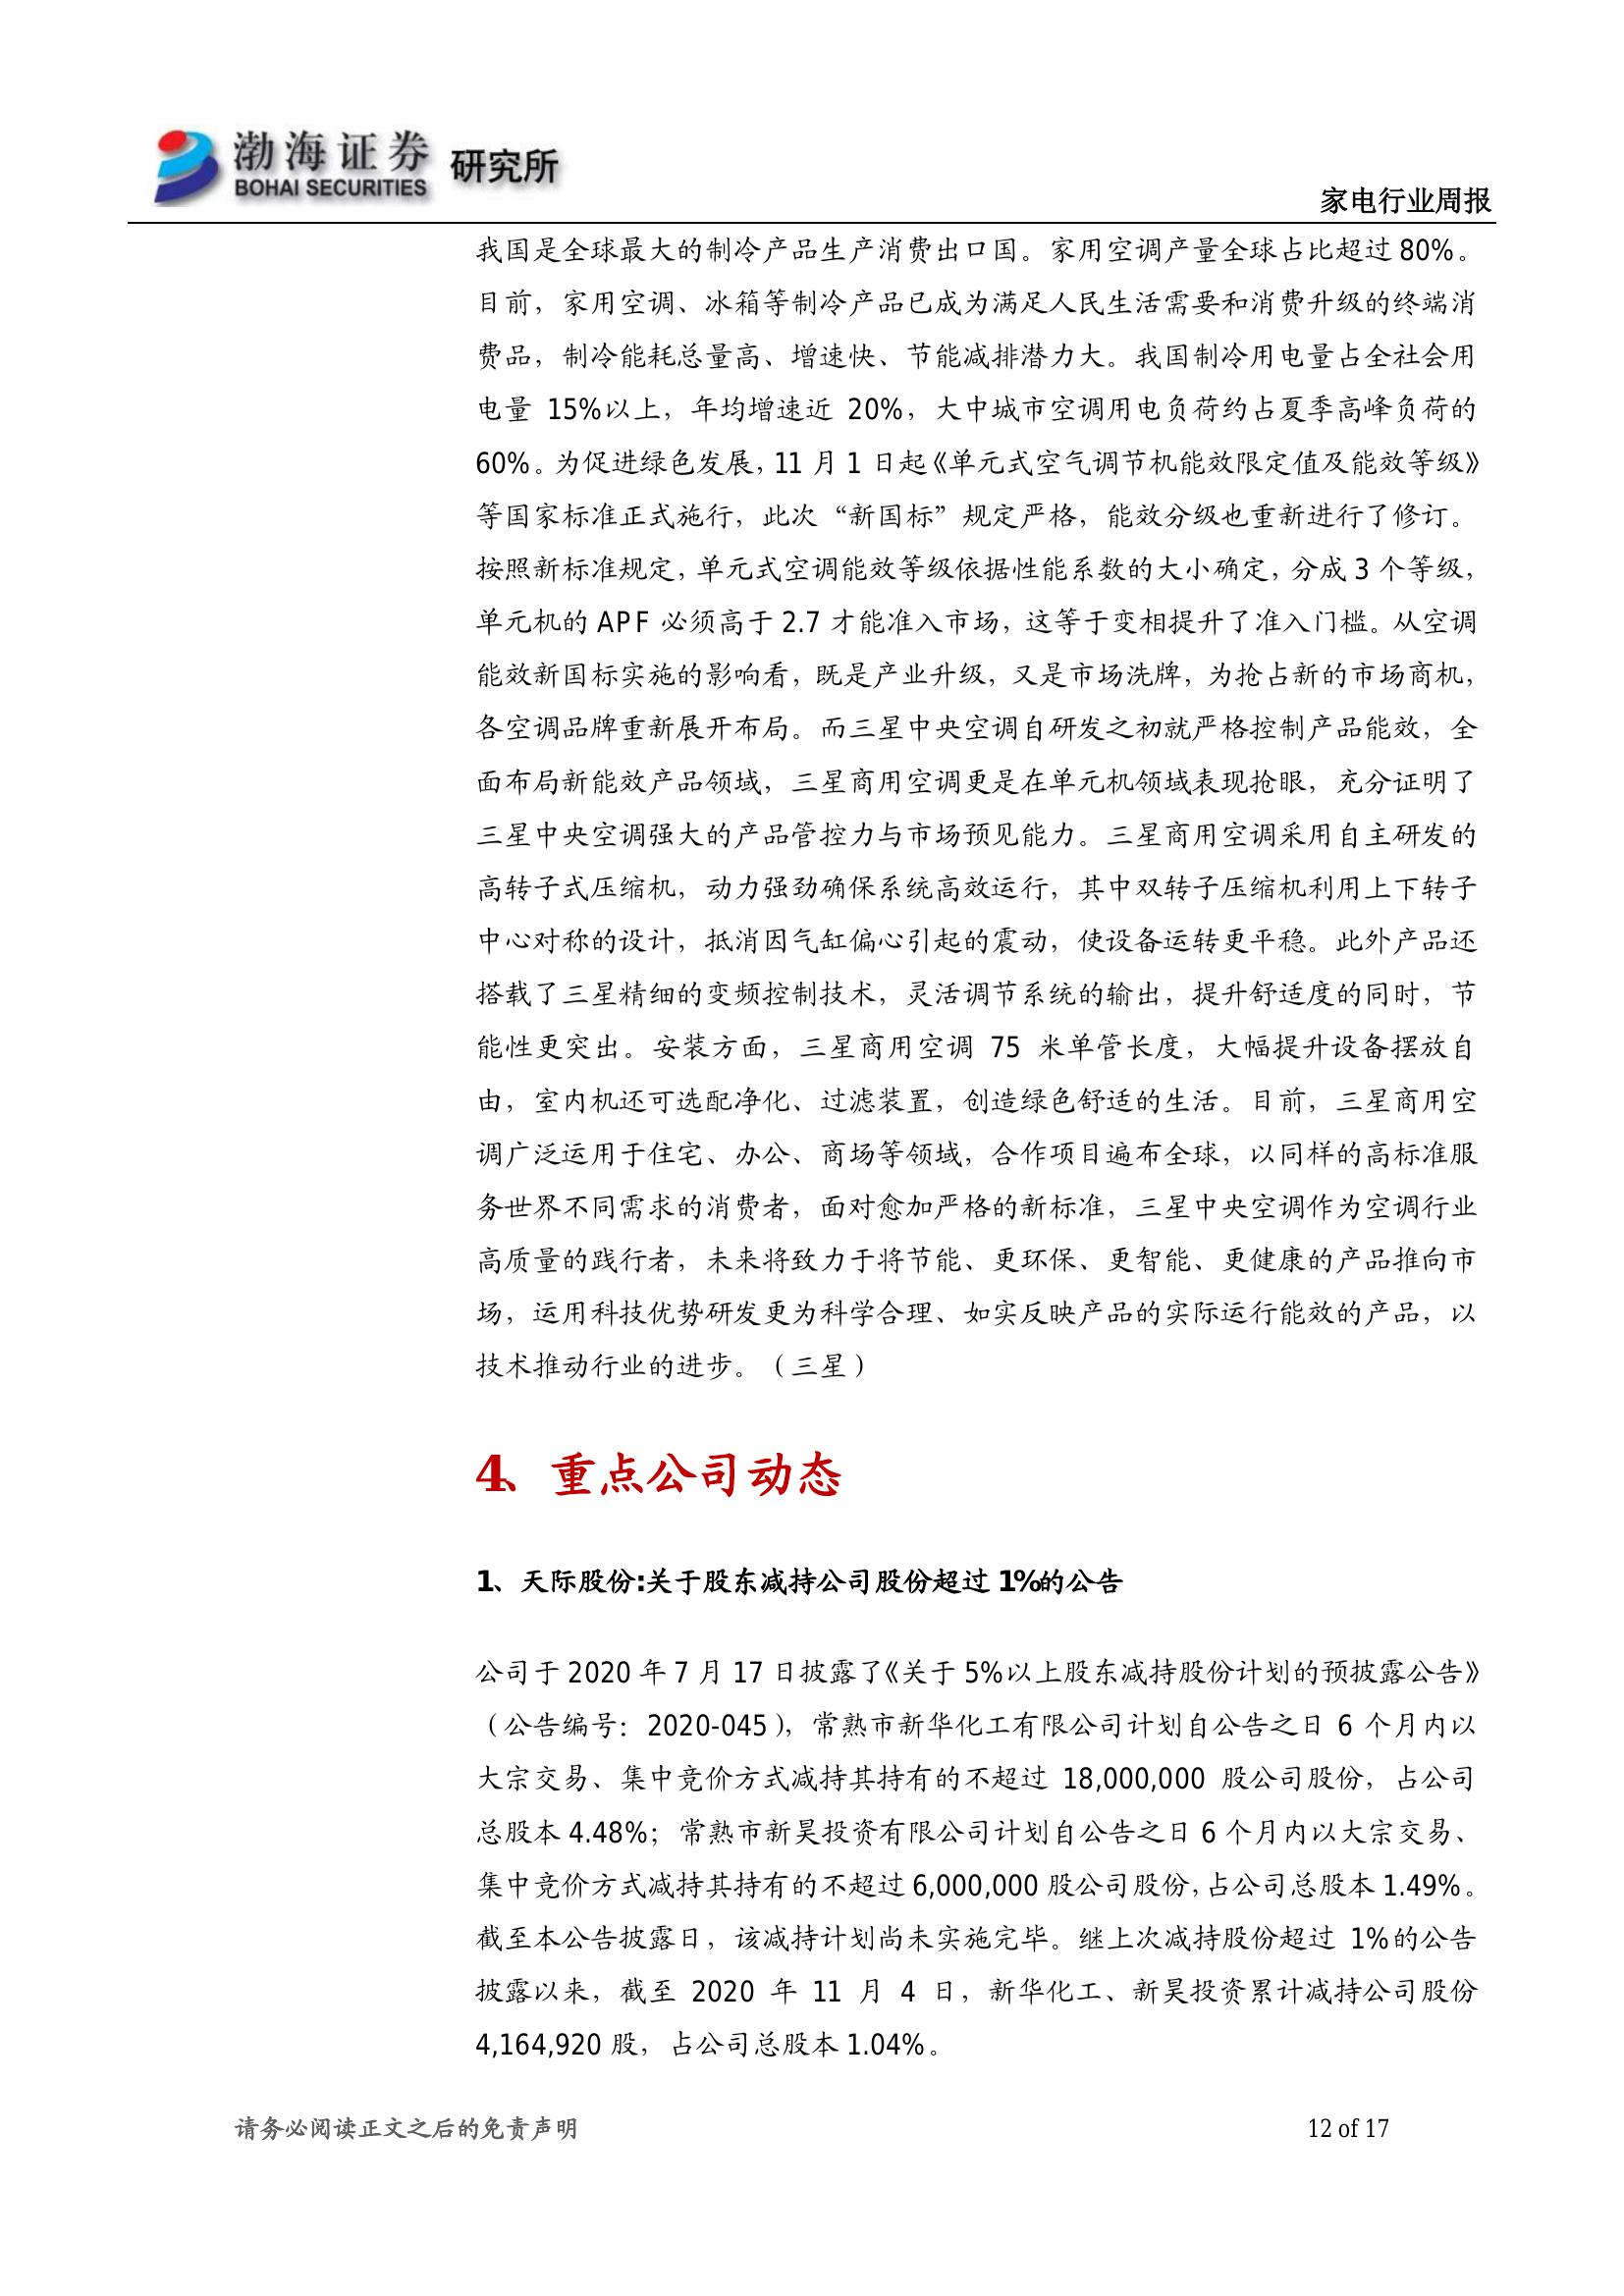 渤海证券 研究所
BOHAI SECURITIES
家电行业周报
我国是全球最大的制冷产品生产消费出口国。家用空调产量全球占比超过 80%。
目前，家用空调、冰箱等制冷产品已成为满足人民生活需要和消费升级的终端消
费品，制冷能耗总量高、增速快、节能减排潜力大。我国制冷用电量占全社会用
电量 15%以上，年均增速近 20%，大中城市空调用电负荷约占夏季高峰负荷的
60%。为促进绿色发展，11 月 1 日起《单元式空气调节机能效限定值及能效等级》
等国家标准正式施行，此次“新国标”规定严格，能效分级也重新进行了修订。
按照新标准规定，单元式空调能效等级依据性能系数的大小确定，分成 3 个等级，
单元机的 APF 必须高于 2.7 才能准入市场，这等于变相提升了准入门槛。从空调
能效新国标实施的影响看，既是产业升级，又是市场洗牌，为抢占新的市场商机，
各空调品牌重新展开布局。而三星中央空调自研发之初就严格控制产品能效，全
面布局新能效产品领域，三星商用空调更是在单元机领域表现抢眼，充分证明了
三星中央空调强大的产品管控力与市场预见能力。三星商用空调采用自主研发的
高转子式压缩机，动力强劲确保系统高效运行，其中双转子压缩机利用上下转子
中心对称的设计，抵消因气缸偏心引起的震动，使设备运转更平稳。此外产品还
搭载了三星精细的变频控制技术，灵活调节系统的输出，提升舒适度的同时，节
能性更突出。安装方面，三星商用空调 75 米单管长度，大幅提升设备摆放自
由，室内机还可选配净化、过滤装置，创造绿色舒适的生活。目前，三星商用空
调广泛运用于住宅、办公、商场等领域，合作项目遍布全球，以同样的高标准服
务世界不同需求的消费者，面对愈加严格的新标准，三星中央空调作为空调行业
高质量的践行者，未来将致力于将节能、更环保、更智能、更健康的产品推向市
场，运用科技优势研发更为科学合理、如实反映产品的实际运行能效的产品，以
技术推动行业的进步。（三星）
4、重点公司动态
1、天际股份:关于股东减持公司股份超过 1%的公告
公司于 2020 年 7 月 17 日披露了《关于 5%以上股东减持股份计划的预披露公告》
（公告编号：2020-045），常熟市新华化工有限公司计划自公告之日 6 个月内以
大宗交易、集中竞价方式减持其持有的不超过 18,000,000 股公司股份，占公司
总股本 4.48%；常熟市新昊投资有限公司计划自公告之日 6 个月内以大宗交易、
集中竞价方式减持其持有的不超过 6,000,000 股公司股份，占公司总股本 1.49%。
截至本公告披露日，该减持计划尚未实施完毕。继上次减持股份超过 1%的公告
披露以来，截至 2020 年 11 月 4 日，新华化工、新昊投资累计减持公司股份
4,164,920 股，占公司总股本 1.04%。
请务必阅读正文之后的免责声明
12 of 17